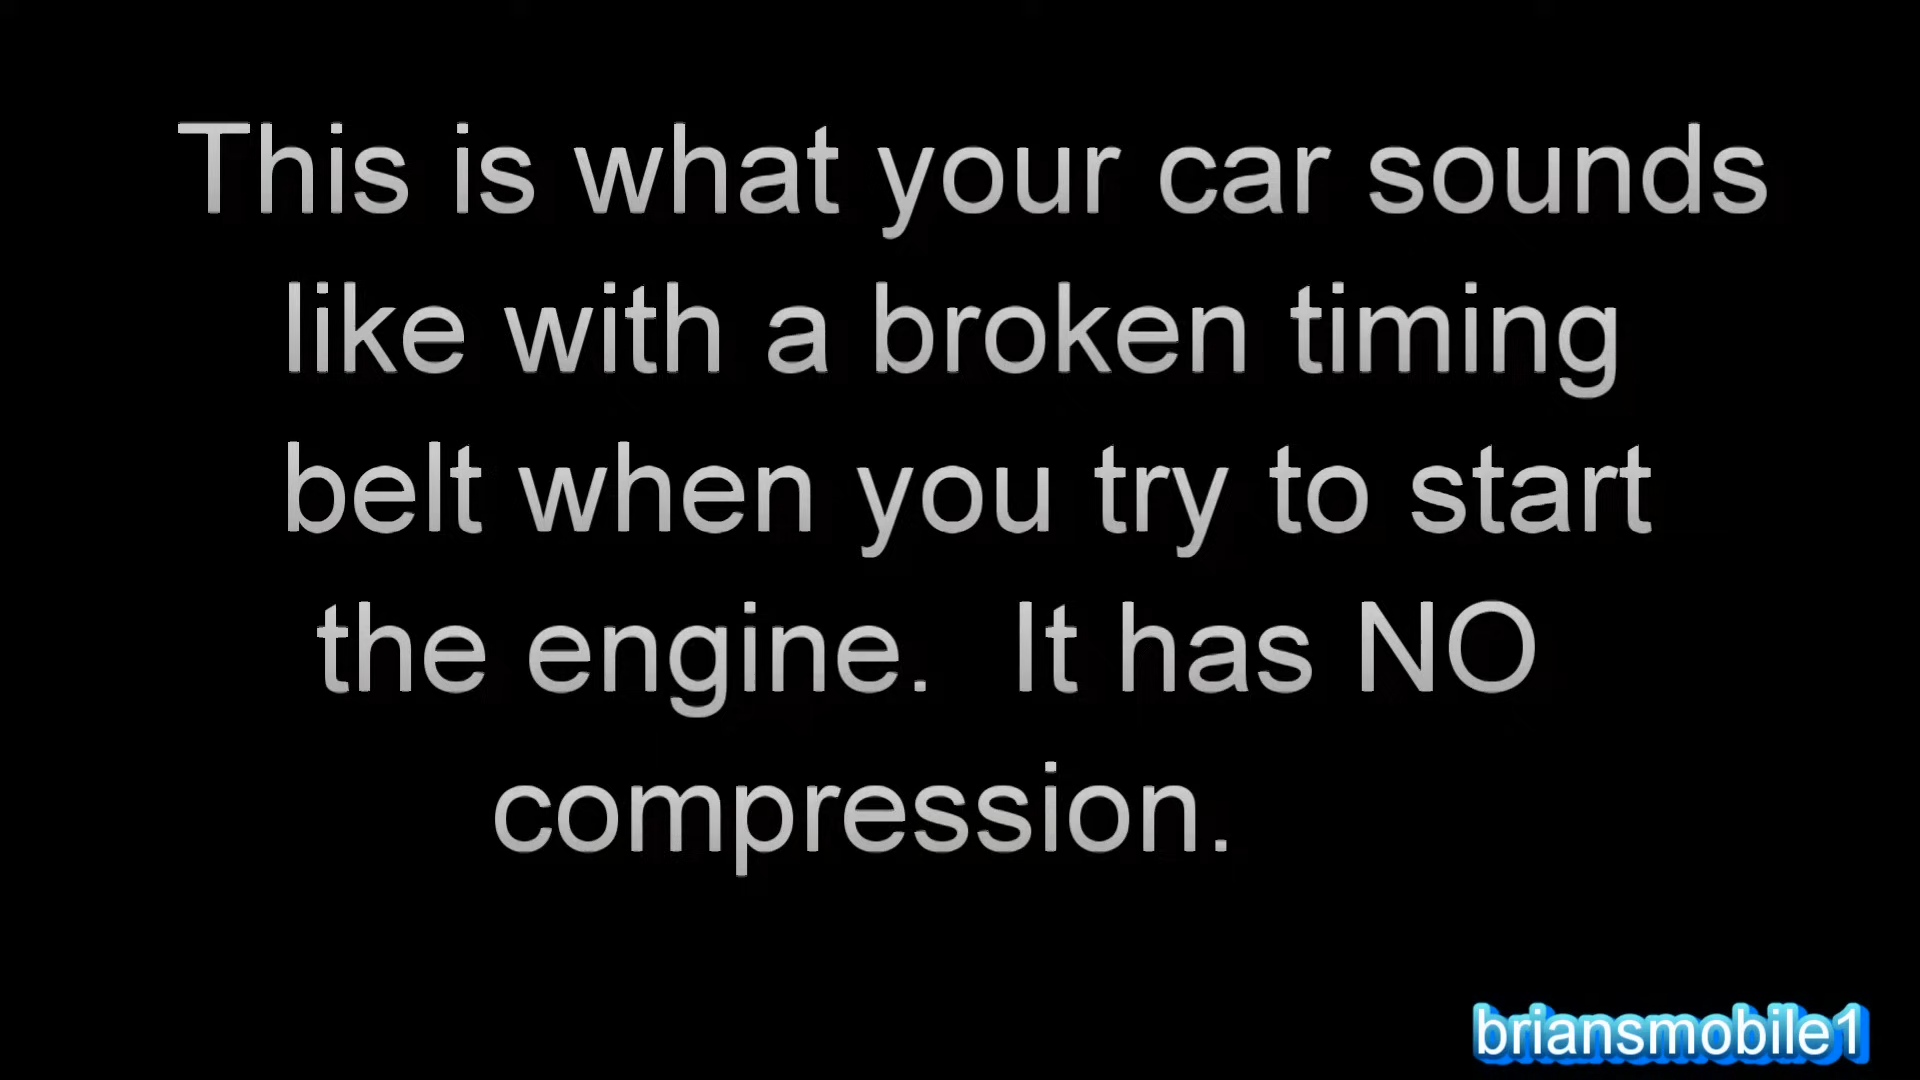 This is what your car sounds
like with a broken timing
belt when you try to start
the engine.  It has NO
compression.
briansmobile1